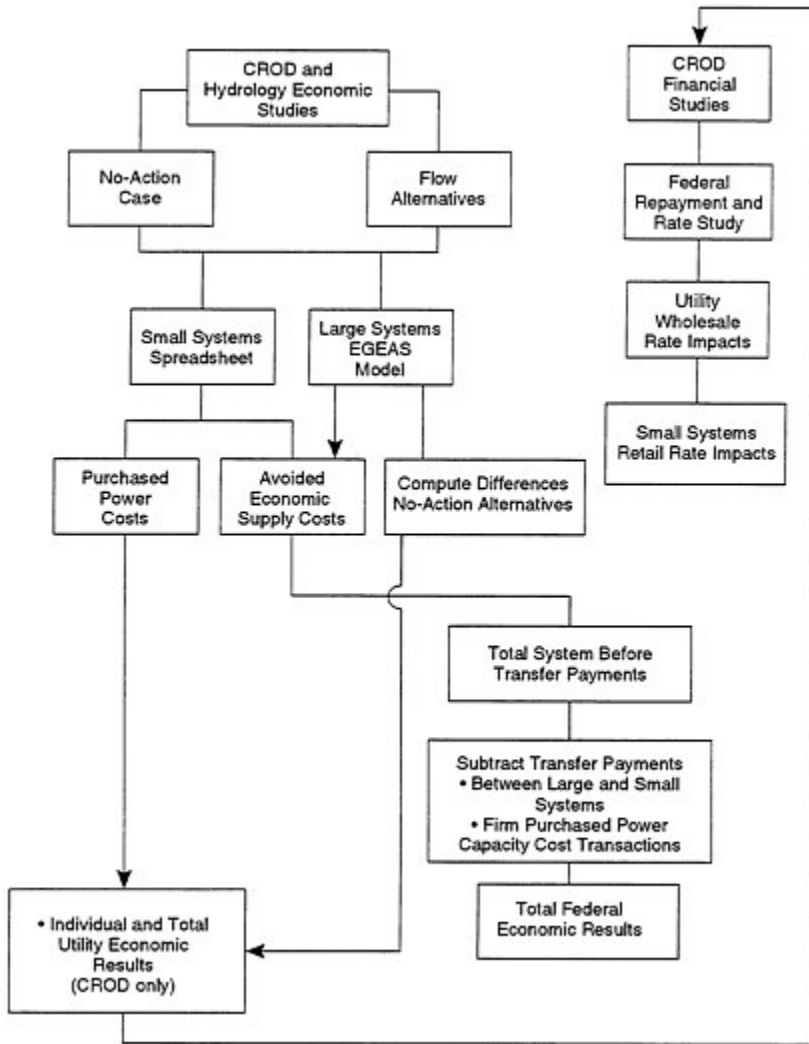 CROD and
Hydrology Economic
Studies
No-Action
Case
Flow
Alternatives
Small Systems
Spreadsheet
Large Systems
EGEAS
Model
Purchased
Power
Costs
Avoided
Economic
Supply Costs
Compute Differences
No-Action Alternatives
Total System Before
Transfer Payments
Subtract Transfer Payments
• Between Large and Small
Systems
• Firm Purchased Power
Capacity Cost Transactions
Total Federal
Economic Results
• Individual and Total
Utility Economic
Results
(CROD only)
CROD
Financial
Studies
Federal
Repayment and
Rate Study
Utility
Wholesale
Rate Impacts
Small Systems
Retail Rate Impacts